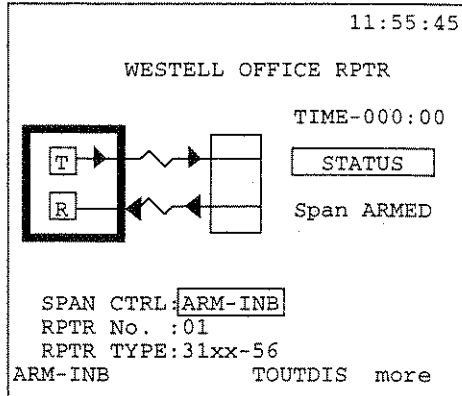 11:55:45
WESTELL OFFICE RPTR
TIME-000:00
T
STATUS
R
Span ARMED
SPAN CTRL:ARM-INB
RPTR No. :01
RPTR TYPE:31xx-56
ARM-INB TOUTDIS more